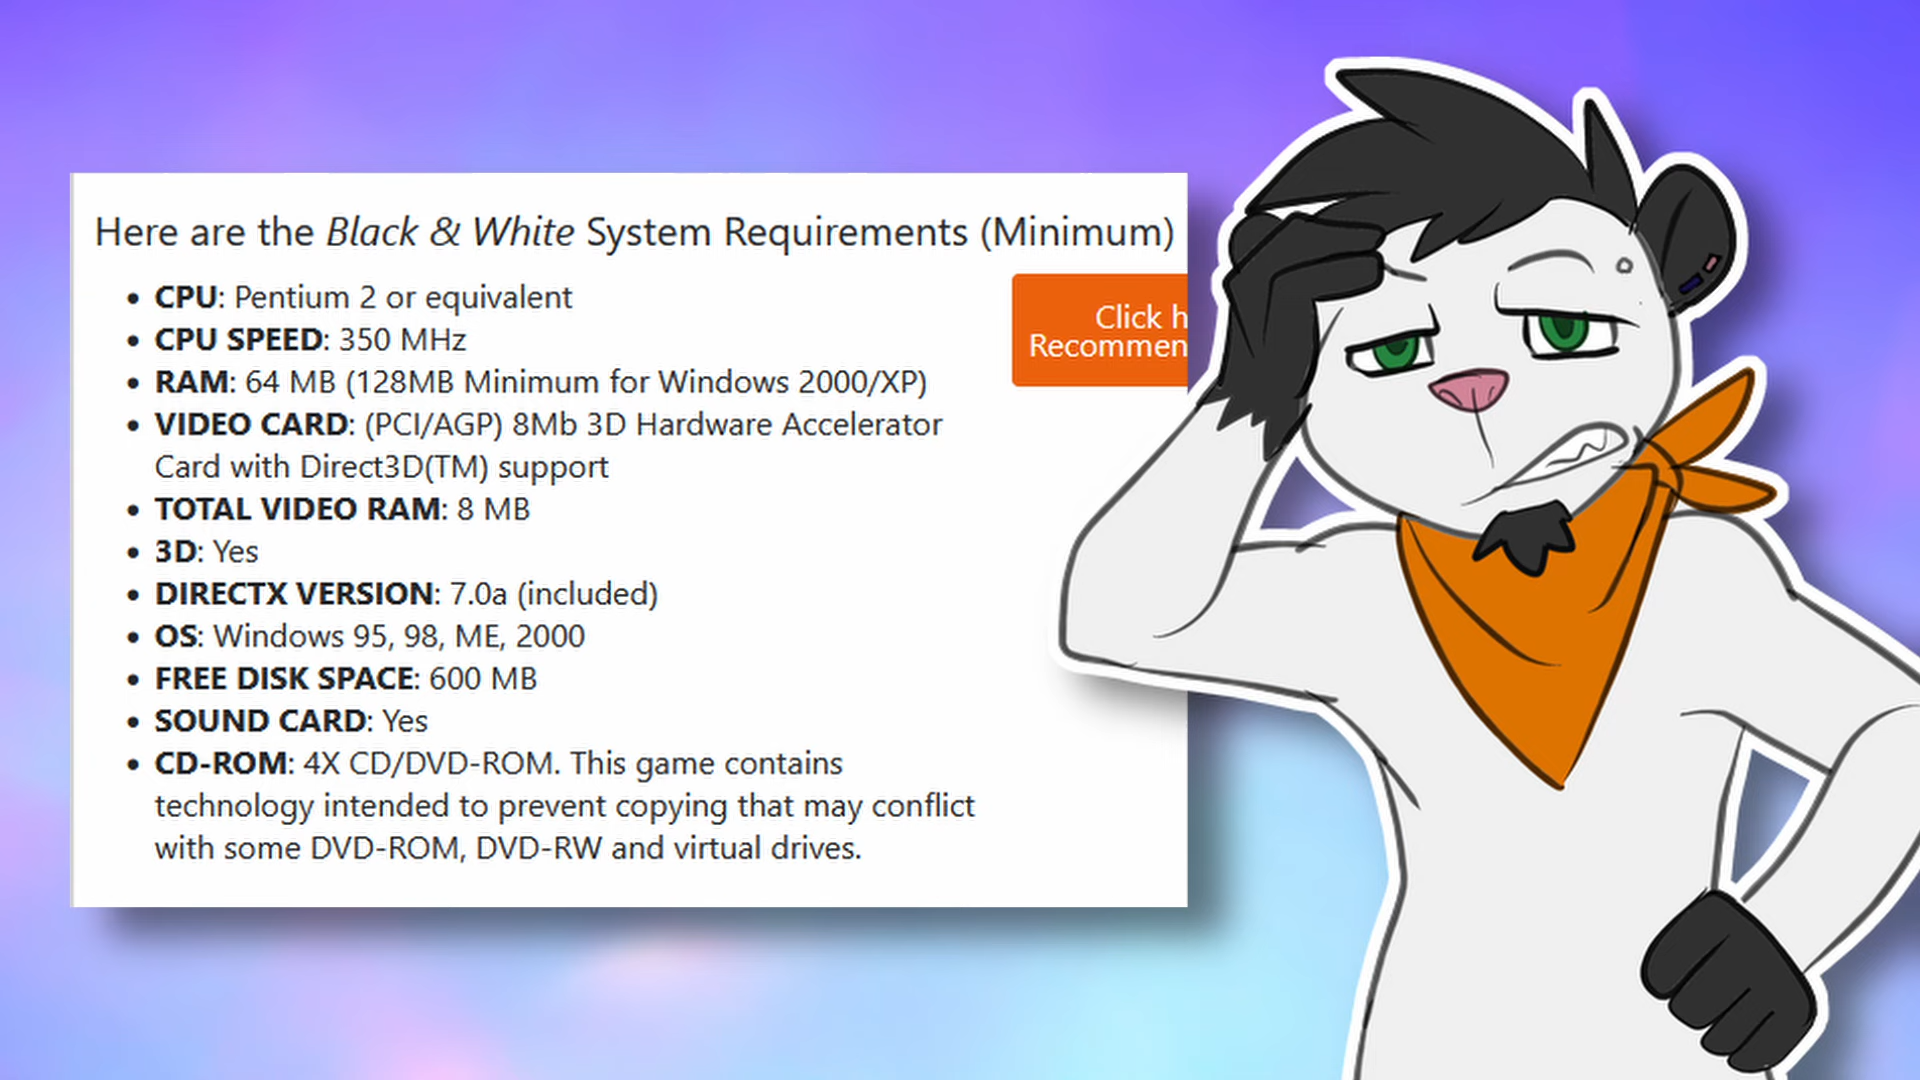 Here are the Black & White System Requirements (Minimum)
• CPU: Pentium 2 or equivalent
• CPU SPEED: 350 MHz
• RAM: 64 MB (128MB Minimum for Windows 2000/XP)
• VIDEO CARD: (PCI/AGP) 8Mb 3D Hardware Accelerator
Card with Direct3D(TM) support
• TOTAL VIDEO RAM: 8 MB
• 3D: Yes
• DIRECTX VERSION: 7.0a (included)
• OS: Windows 95, 98, ME, 2000
• FREE DISK SPACE: 600 MB
• SOUND CARD: Yes
• CD-ROM: 4X CD/DVD-ROM. This game contains
technology intended to prevent copying that may conflict
with some DVD-ROM, DVD-RW and virtual drives.
Click h
Recommen